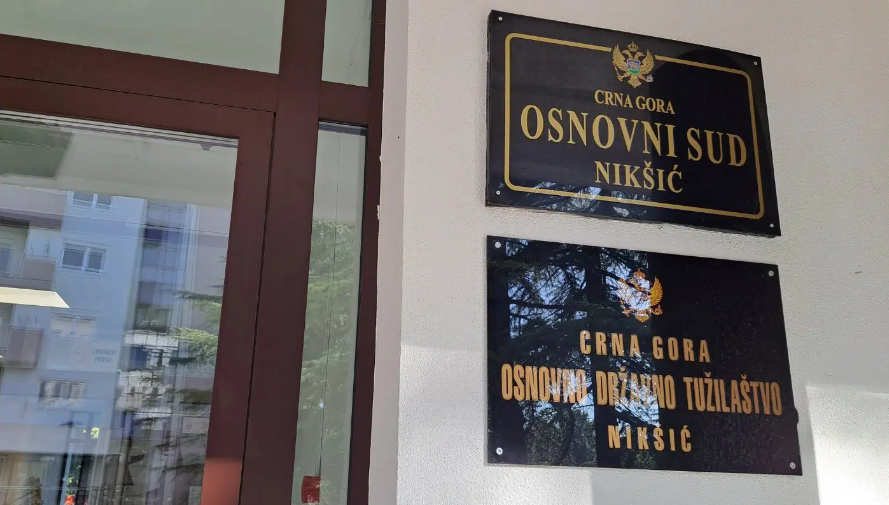 CRNA GORA
OSNOVNI SUD
NIKŠIĆ
CRNA GORA
OSNOVNO DRŽAVNO TUŽILAŠTVO
NIKŠIĆ